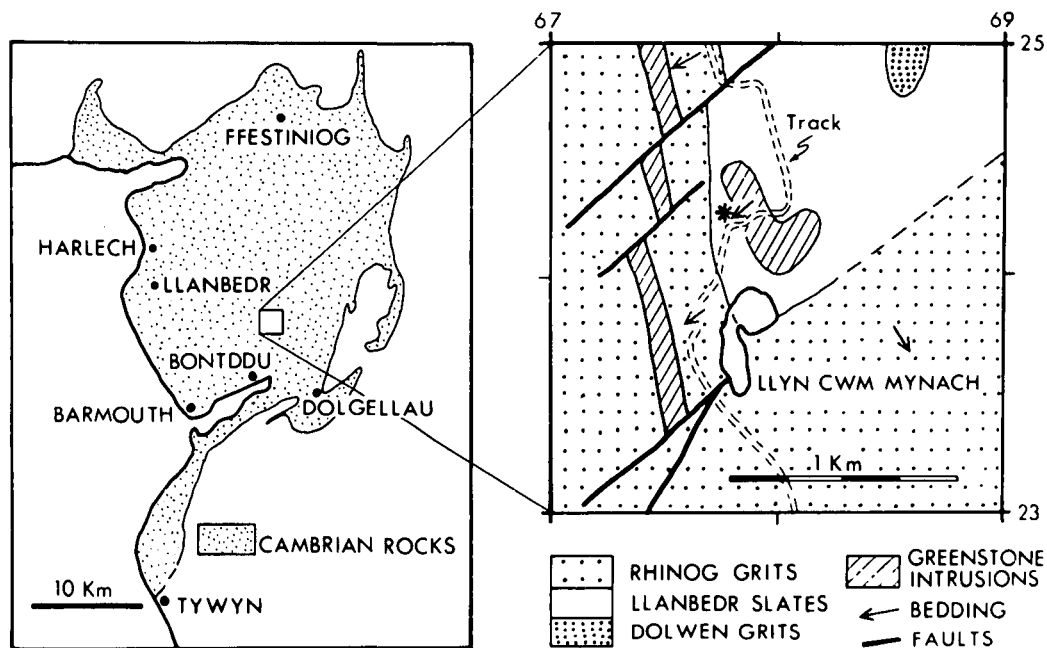 FFESTINIOG
HARLECH
LLANBEDR
BONTDDU
BARMOUTH
DOLGELLAU
CAMBRIAN ROCKS
10 Km
TYWYN
67
69
25
Track
LLYN CWM MYNACH
1 Km
23
RHINOG GRITS
LLANBEDR SLATES
DOLWEN GRITS
GREENSTONE
INTRUSIONS
BEDDING
FAULTS